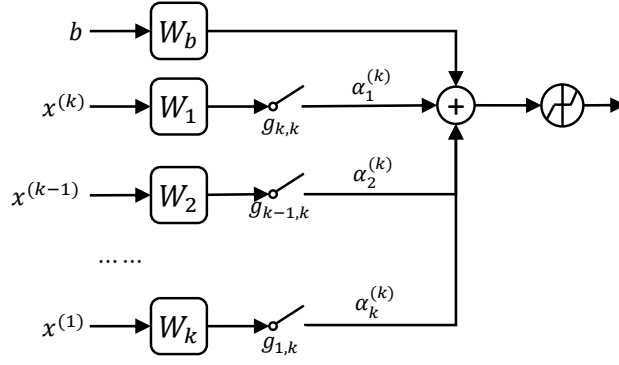 b W_b
x^{(k)} W_1 g_{k,k} α_1^{(k)} +
x^{(k−1)} W_2 g_{k−1,k} α_2^{(k)}
... ...
x^{(1)} W_k g_{1,k} α_k^{(k)}